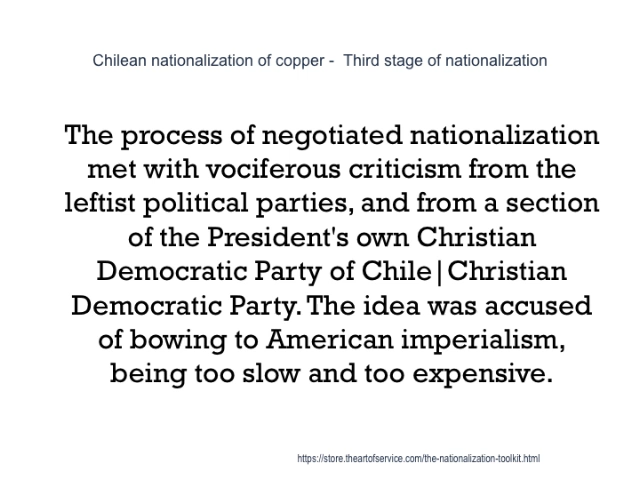 Chilean nationalization of copper -  Third stage of nationalization
The process of negotiated nationalization
met with vociferous criticism from the
leftist political parties, and from a section
of the President's own Christian
Democratic Party of Chile|Christian
Democratic Party. The idea was accused
of bowing to American imperialism,
being too slow and too expensive.
https://store.theartofservice.com/the-nationalization-toolkit.html